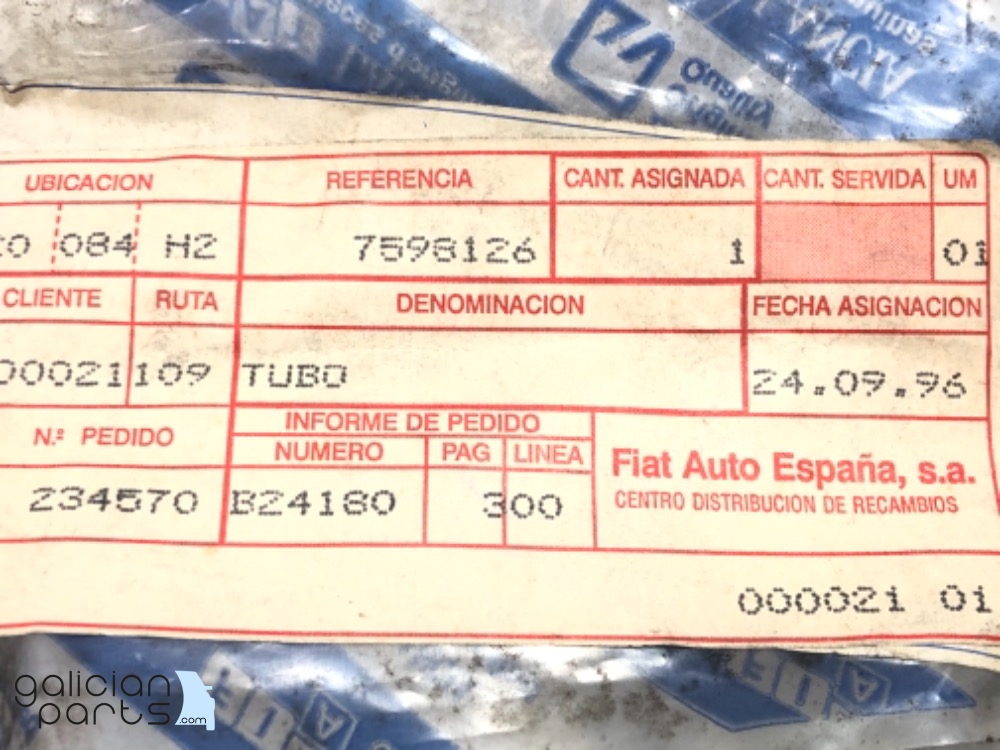 UBICACION REFERENCIA CANT. ASIGNADA CANT. SERVIDA UM
084 H2 7598126 1 01
CLIENTE RUTA DENOMINACION FECHA ASIGNACION
00021 109 TUBO 24.09.96
N.º PEDIDO INFORME DE PEDIDO
NUMERO PAG LINEA
234570 B24180 300
Fiat Auto España, s.a.
CENTRO DISTRIBUCION DE RECAMBIOS
000021 01
galician
parts.com